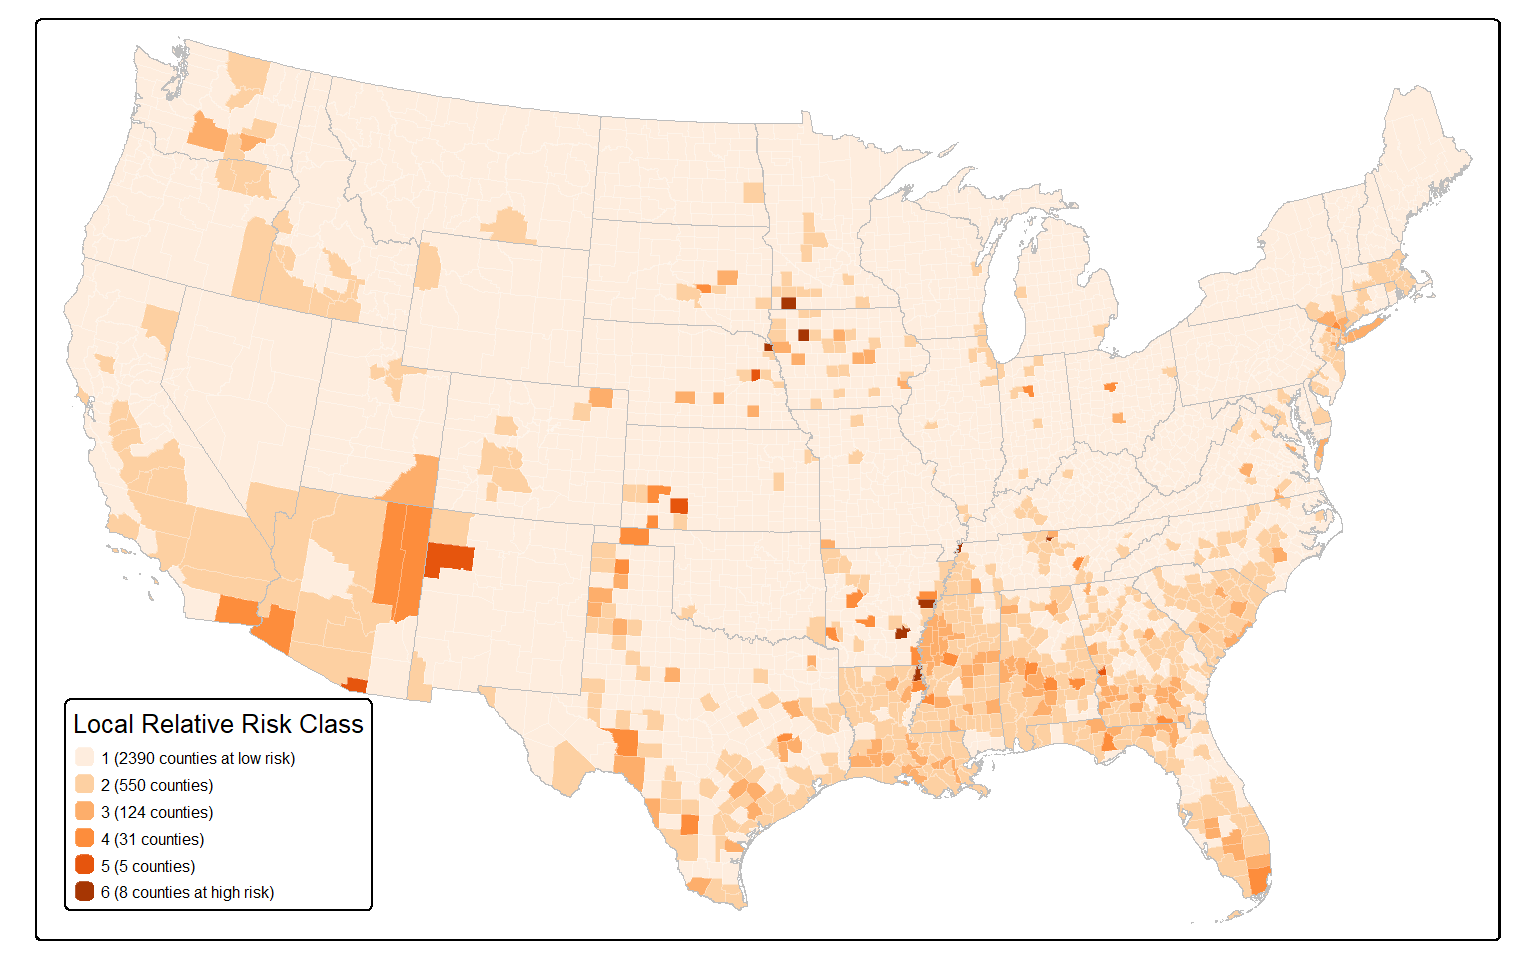 Local Relative Risk Class
1 (2390 counties at low risk)
2 (550 counties)
3 (124 counties)
4 (31 counties)
5 (5 counties)
6 (8 counties at high risk)